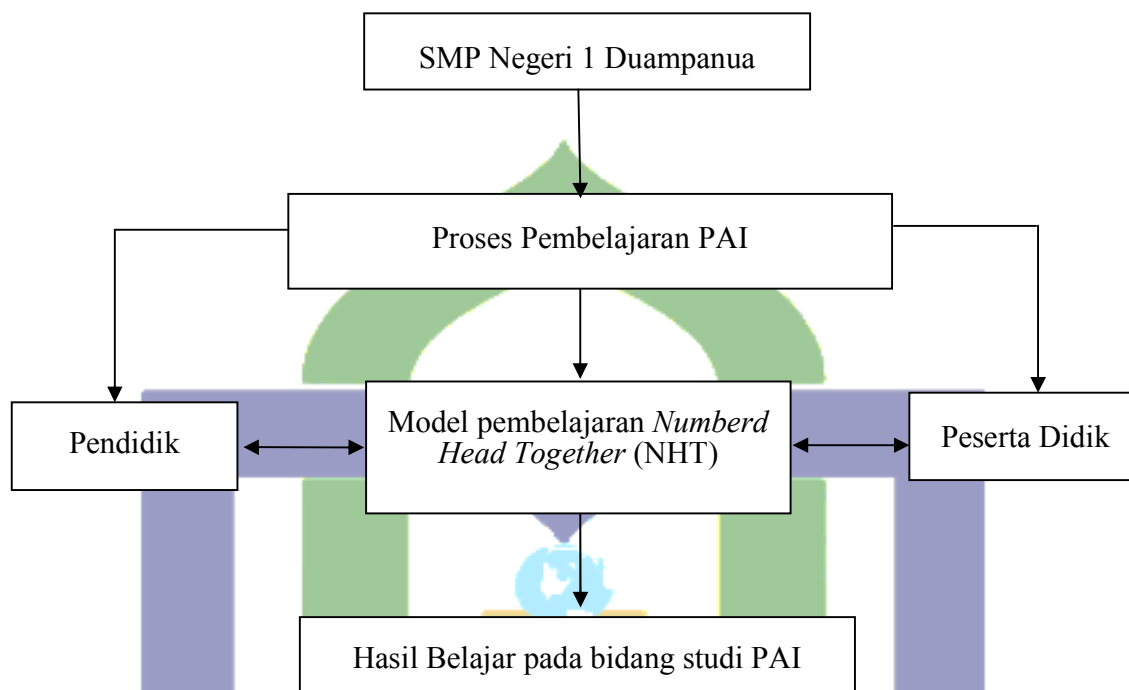 SMP Negeri 1 Duampanua
Proses Pembelajaran PAI
Pendidik
Model pembelajaran Numberd
Head Together (NHT)
Peserta Didik
Hasil Belajar pada bidang studi PAI